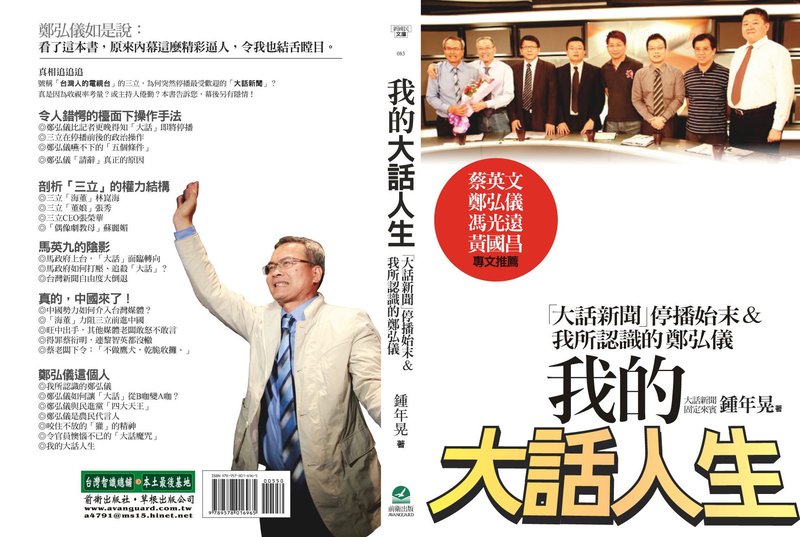 鄭弘儀如是說：
看了這本書，原來內幕這麼精彩逼人，令我也結舌瞠目。
真相追追追
號稱「台灣人的電視台」的三立，為何突然停播最受歡迎的「大話新聞」？
真是因為收視率考量？或主持人倦勤？本書告訴您，幕後另有隱情！
令人錯愕的檯面下操作手法
◎鄭弘儀比記者更晚得知「大話」即將停播
◎三立在停播前後的政治操作
◎鄭弘儀嚥不下的「五個條件」
◎鄭弘儀「請辭」真正的原因
剖析「三立」的權力結構
◎三立「海董」林崑海
◎三立「董娘」張秀
◎三立CEO張榮華
◎「偶像劇教母」蘇麗媚
馬英九的陰影
◎馬政府上台，「大話」面臨轉向
◎馬政府如何打壓、追殺「大話」？
◎台灣新聞自由度大倒退
真的，中國來了！
◎中國勢力如何介入台灣媒體？
◎「海董」力阻三立前進中國
◎旺中出手，其他媒體老闆敢怒不敢言
◎得罪蔡衍明，連黎智英都沒轍
◎蔡老闆下令：「不做鷹犬，乾脆收攤。」
鄭弘儀這個人
◎我所認識的鄭弘儀
◎鄭弘儀如何讓「大話」從B咖變A咖？
◎鄭弘儀與民進黨「四大天王」
◎鄭弘儀是農民代言人
◎咬住不放的「獵」的精神
◎令官員懊惱不已的「大話魔咒」
◎我的大話人生
台灣智識總輔 本土最後基地
前衛出版社・草根出版公司
www.avanguard.com.tw
a4791@ms15.hinet.net
ISBN 978-957-801-696-5
00550
9 789578 016965
新國民
文庫
083
我的大話人生
「大話新聞」停播始末&
我所認識的鄭弘儀
鍾年晃 著
前衛出版
AVANGUARD
蔡英文
鄭弘儀
馮光遠
黃國昌
專文推薦
「大話新聞」停播始末&
我所認識的鄭弘儀
我的
大話新聞
固定來賓 鍾年晃 著
大話人生